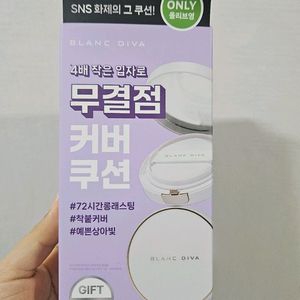 SNS 화제의 그 쿠션!
ONLY
올리브영
BLANC DIVA
4배 작은 입자로
무결점
커버
쿠션
#72시간롱래스팅
#착붙커버
#예쁜상아빛
BLANC DIVA
BLANC DIVA
GIFT